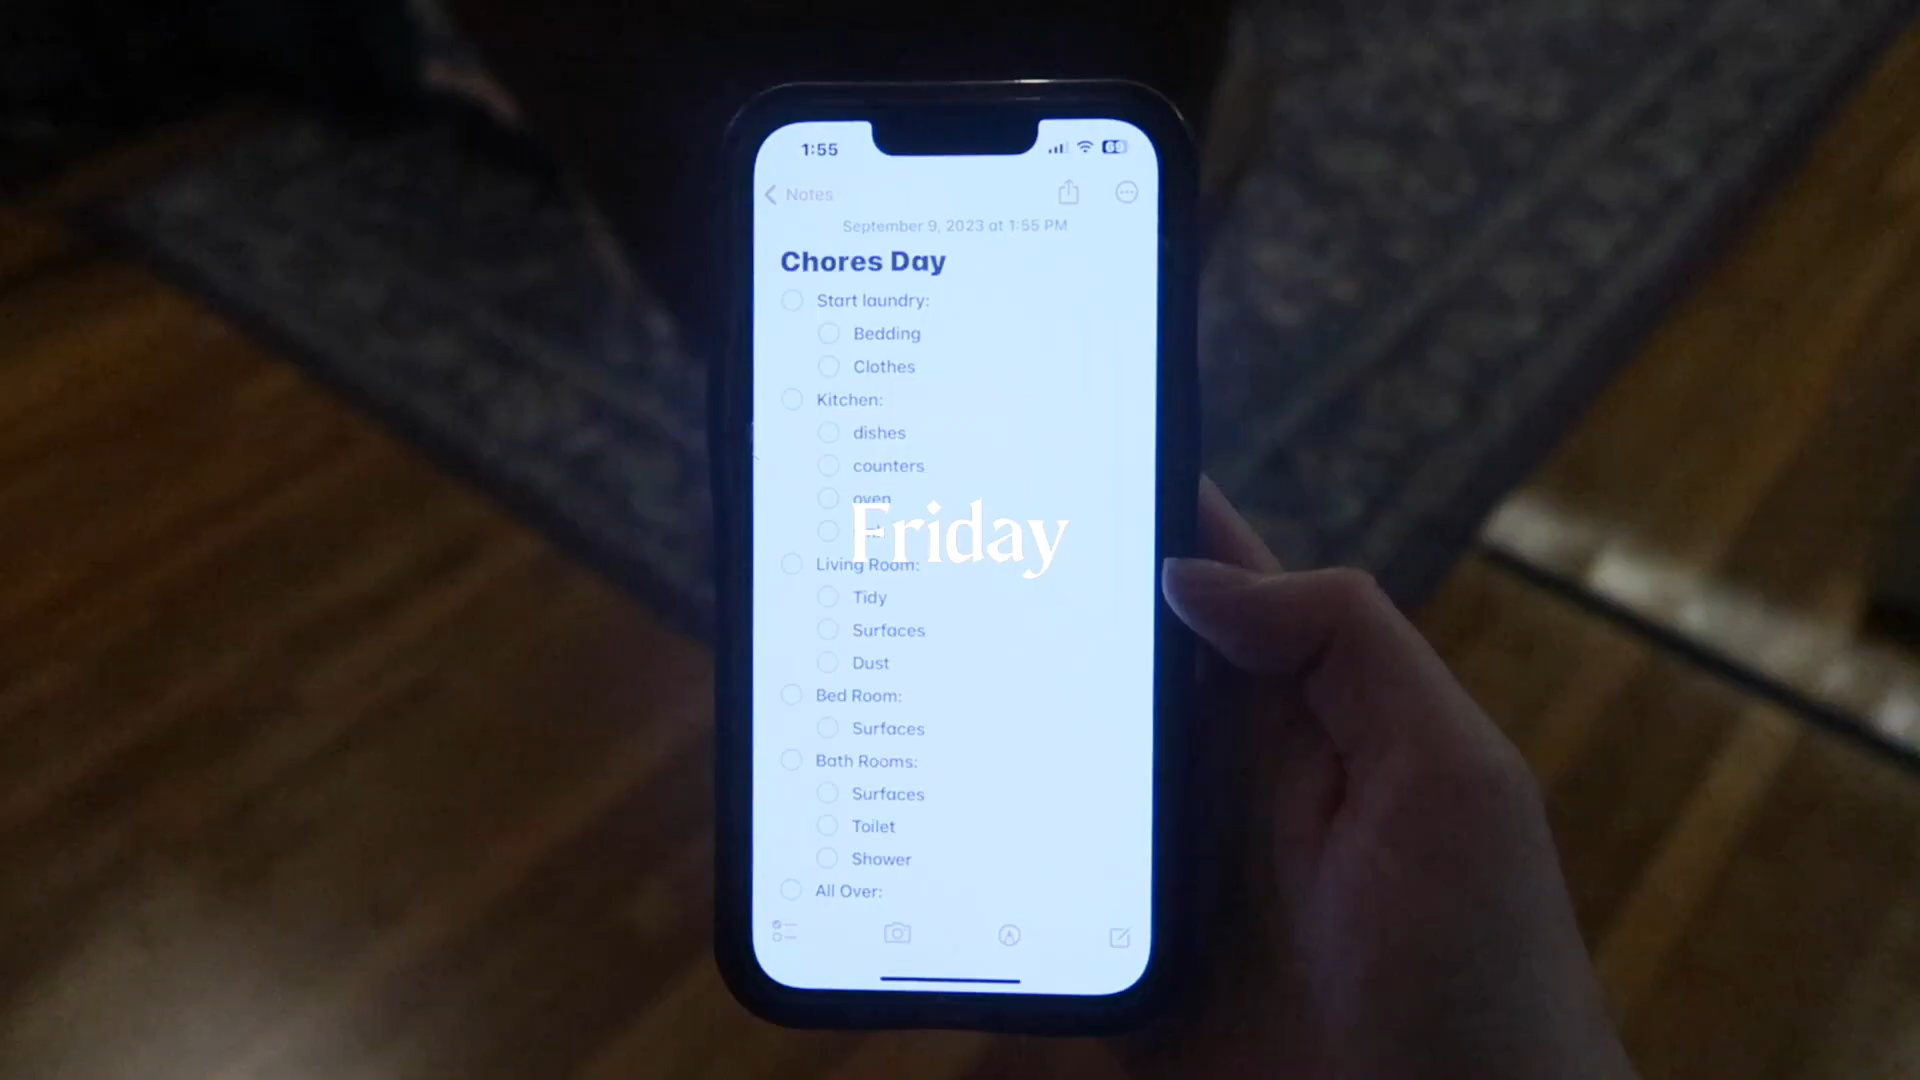 1:55
Notes
September 9, 2023 at 1:55 PM
Chores Day
Start laundry:
Bedding
Clothes
Kitchen:
dishes
counters
oven
Friday
Living Room:
Tidy
Surfaces
Dust
Bed Room:
Surfaces
Bath Rooms:
Surfaces
Toilet
Shower
All Over: